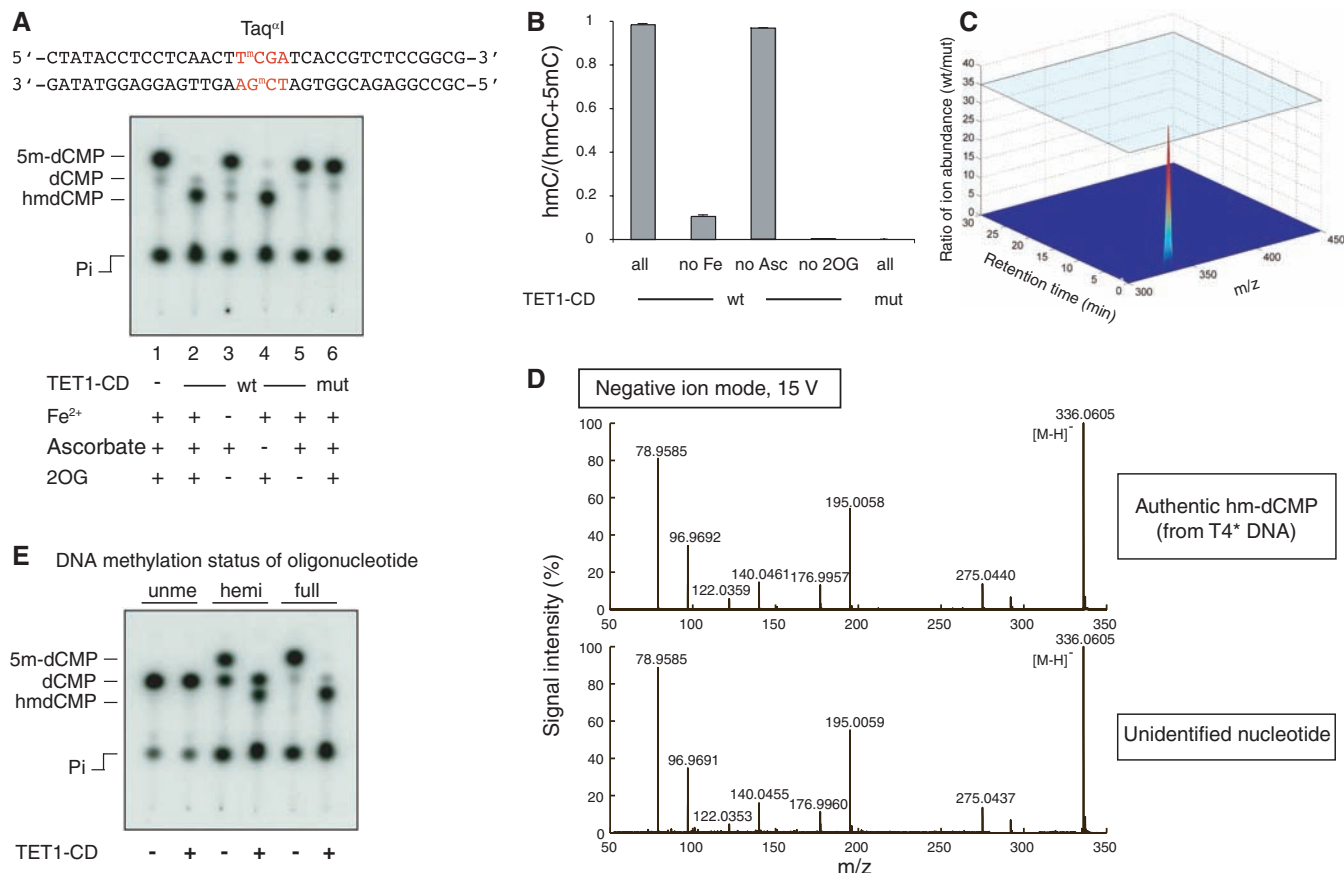 A
TaqᵅI
5‘-CTATACCTCCTCAACTTᵐCGATCACCGTCTCCGGCG-3’
3‘-GATATGGAGGAGTTGAAGᵐCTAGTGGCAGAGGCCGC-5’
5m-dCMP
dCMP
hmdCMP
Pi
1 2 3 4 5 6
TET1-CD - wt mut
Fe²⁺ + + - + + +
Ascorbate + + + - + +
2OG + + - + - +
B
hmC/(hmC+5mC)
1
0.8
0.6
0.4
0.2
0
all no Fe no Asc no 2OG all
TET1-CD wt mut
C
Ratio of ion abundance (wt/mut)
40
35
30
25
20
15
10
5
0
30
25
20
15
10
5
0
Retention time (min)
300
350
400
450
m/z
D
Negative ion mode, 15 V
Signal intensity (%)
100
80
60
40
20
0
78.9585
96.9692
122.0359
140.0461
176.9957
195.0058
275.0440
336.0605
[M-H]⁻
50 100 150 200 250 300 350
Authentic hm-dCMP
(from T4* DNA)
100
80
60
40
20
0
78.9585
96.9691
122.0353
140.0455
176.9960
195.0059
275.0437
336.0605
[M-H]⁻
50 100 150 200 250 300 350
m/z
Unidentified nucleotide
E
DNA methylation status of oligonucleotide
unme hemi full
5m-dCMP
dCMP
hmdCMP
Pi
TET1-CD - + - + - +